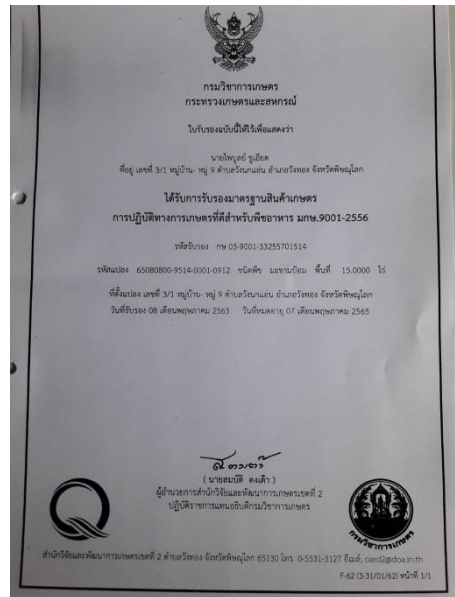 กรมวิชาการเกษตร
กระทรวงเกษตรและสหกรณ์
ใบรับรองฉบับนี้ให้ไว้เพื่อแสดงว่า
นายไพบูลย์ ชูเอียด
ที่อยู่ เลขที่ 3/1 หมู่บ้าน- หมู่ 9 ตำบลวังนกแอ่น อำเภอวังทอง จังหวัดพิษณุโลก
ได้รับการรับรองมาตรฐานสินค้าเกษตร
การปฏิบัติทางการเกษตรที่ดีสำหรับพืชอาหาร มกษ.9001-2556
รหัสรับรอง กษ 03-9001-33255701514
รหัสแปลง 65080800-9514-0001-0912 ชนิดพืช มะขามป้อม พื้นที่ 15.0000 ไร่
ที่ตั้งแปลง เลขที่ 3/1 หมู่บ้าน- หมู่ 9 ตำบลวังนกแอ่น อำเภอวังทอง จังหวัดพิษณุโลก
วันที่รับรอง 08 เดือนพฤษภาคม 2563 วันที่หมดอายุ 07 เดือนพฤษภาคม 2565
( นายสมบัติ ตงเต๊า )
ผู้อำนวยการสำนักวิจัยและพัฒนาการเกษตรเขตที่ 2
ปฏิบัติราชการแทนอธิบดีกรมวิชาการเกษตร
กรมวิชาการเกษตร
สำนักวิจัยและพัฒนาการเกษตรเขตที่ 2 ตำบลวังทอง จังหวัดพิษณุโลก 65130 โทร. 0-5531-3127 อีเมล์: oard2@doa.in.th
F-62 (3-31/01/62) หน้าที่ 1/1